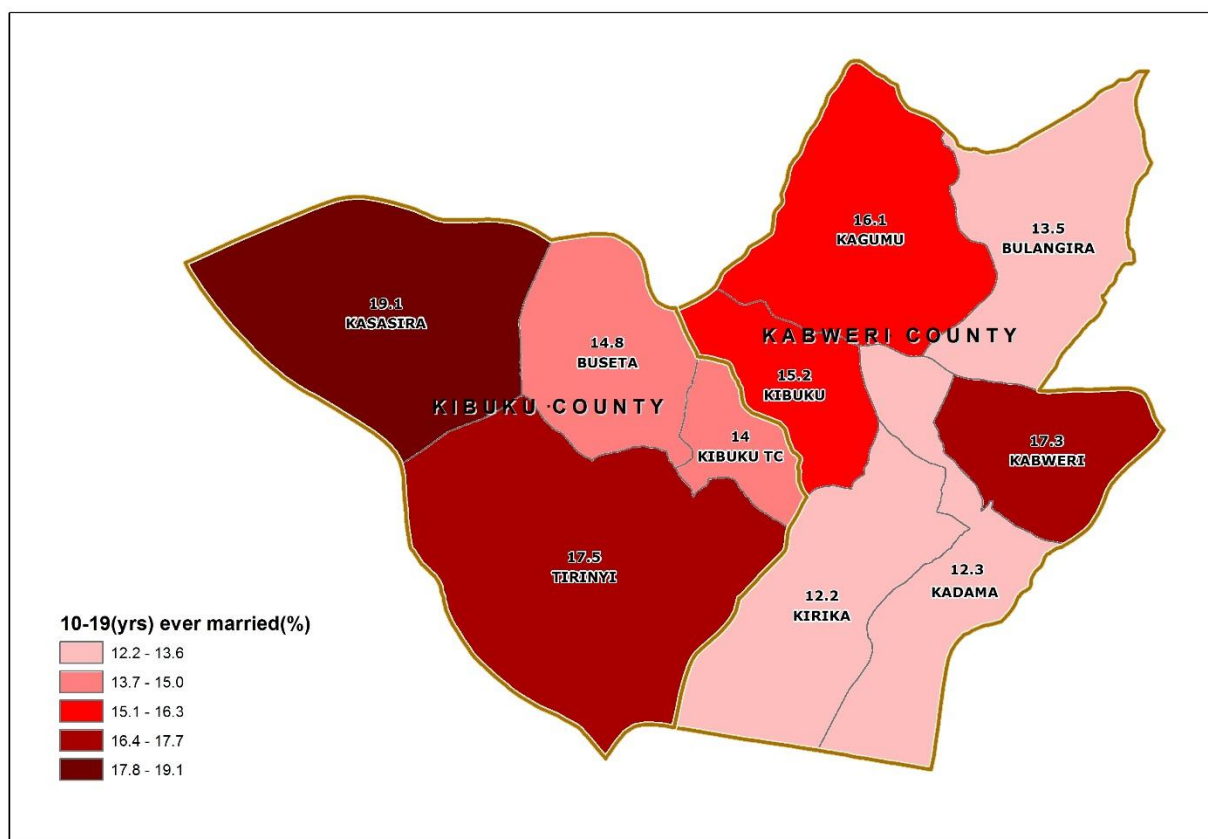 16.1
KAGUMU
13.5
BULANGIRA
19.1
KASASIRA
14.8
BUSETA
KABWERI COUNTY
15.2
KIBUKU
KIBUKU COUNTY
14
KIBUKU TC
17.3
KABWERI
17.5
TIRINYI
12.3
KADAMA
12.2
KIRIKA
10-19(yrs) ever married(%)
12.2 - 13.6
13.7 - 15.0
15.1 - 16.3
16.4 - 17.7
17.8 - 19.1